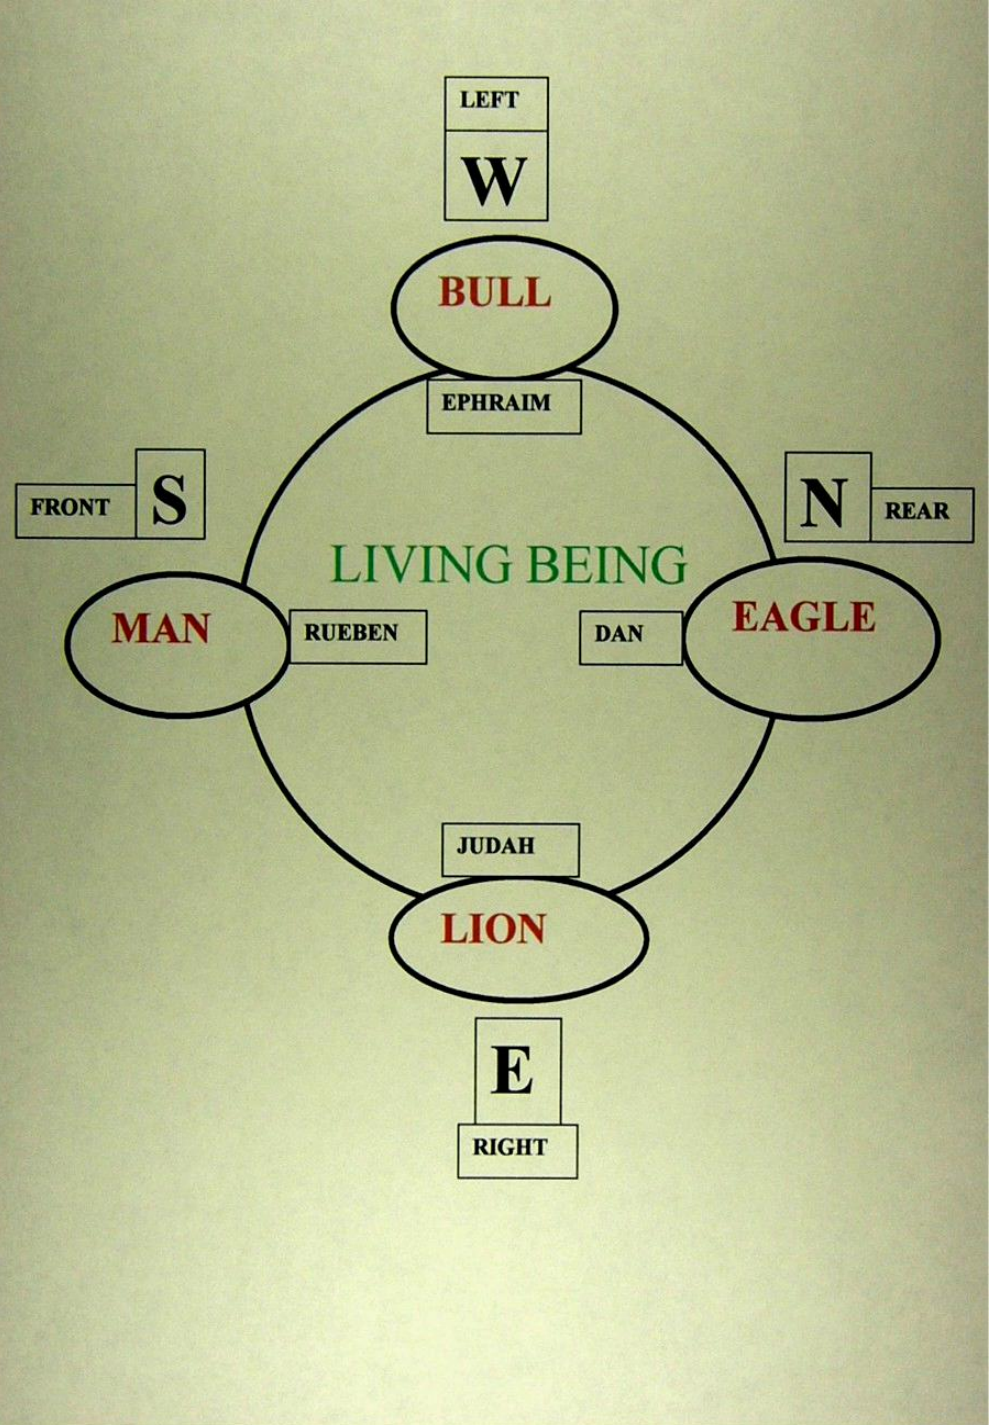 LEFT
W
BULL
EPHRAIM
FRONT
S
N
REAR
LIVING BEING
MAN
RUEBEN
DAN
EAGLE
JUDAH
LION
E
RIGHT